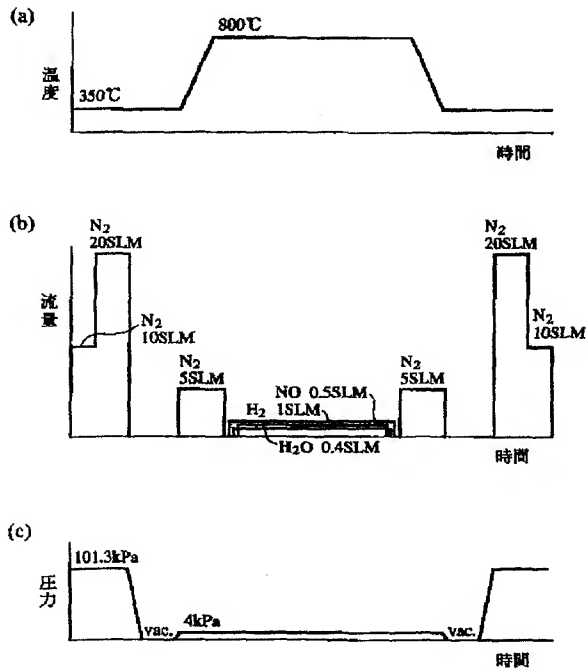 (a)
800℃
温度
350℃
時間
(b)
N2
20SLM
N2
20SLM
流量
N2
10SLM
N2
10SLM
N2
5SLM
N2
5SLM
NO 0.5SLM
H2 1SLM
H2O 0.4SLM
時間
(c)
101.3kPa
圧力
vac.
4kPa
vac.
時間